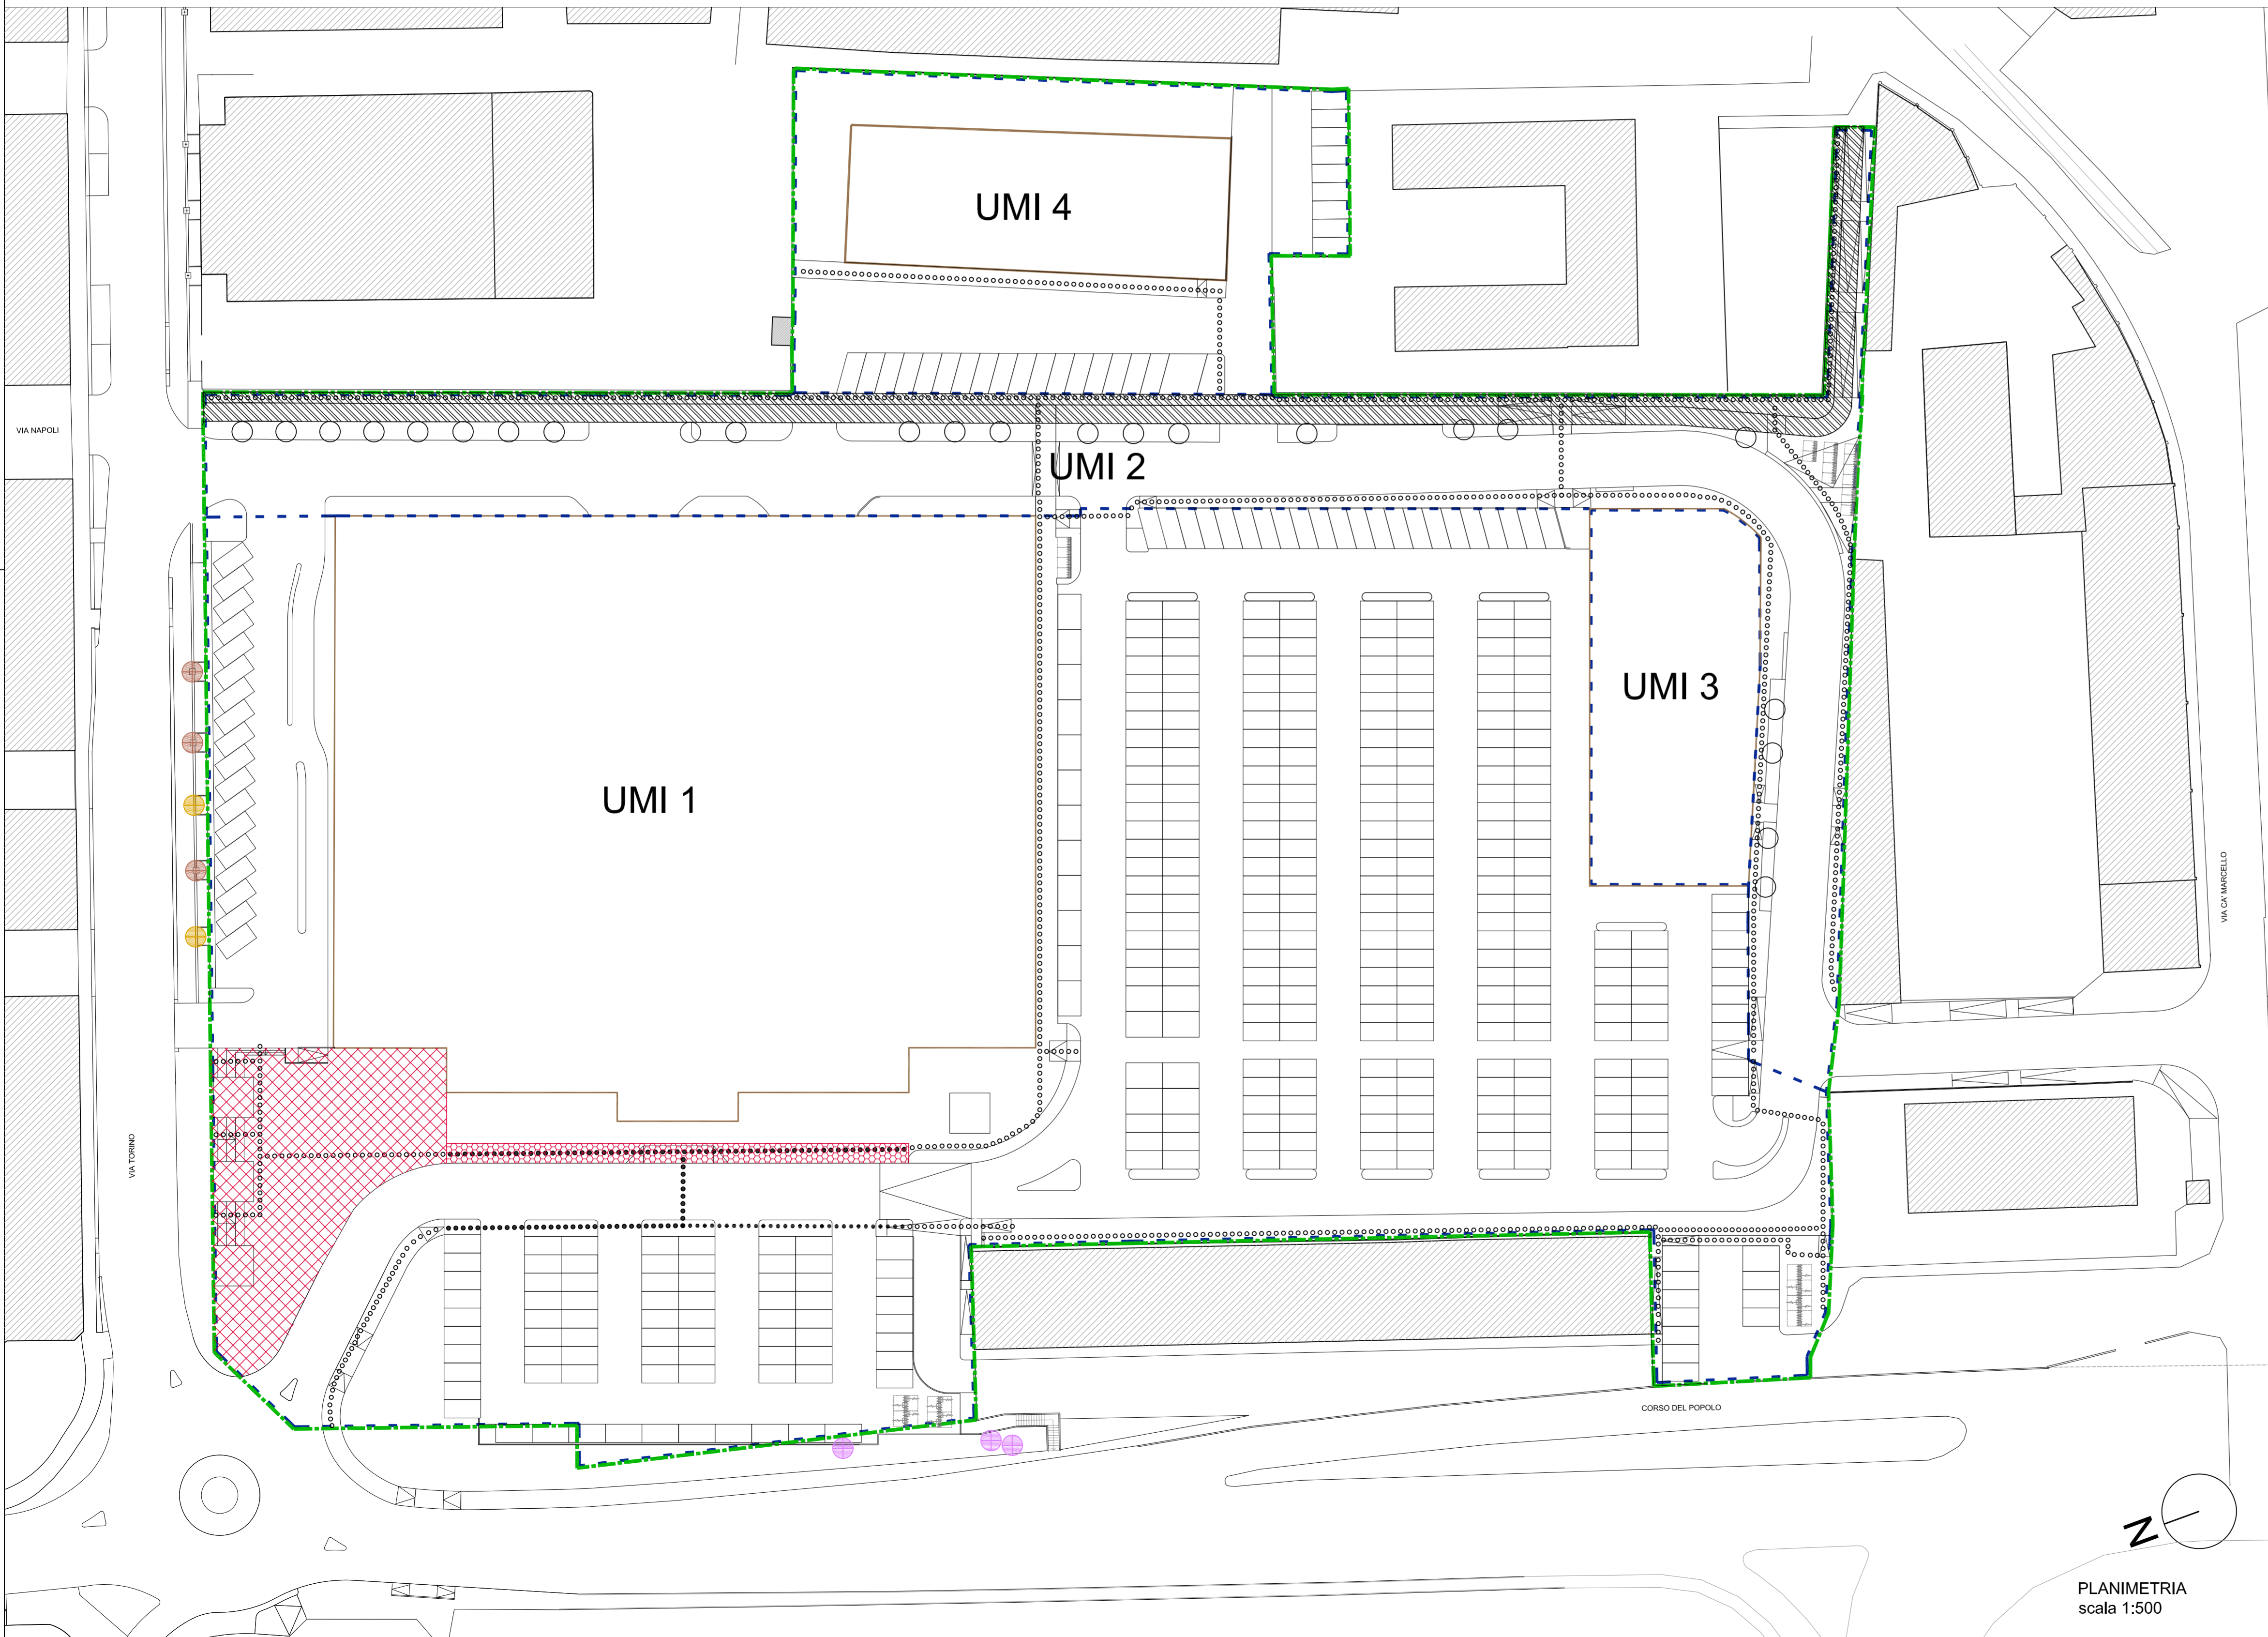 UMI 4
VIA NAPOLI
UMI 2
UMI 3
UMI 1
VIA CA' MARCELLO
VIA TORINO
CORSO DEL POPOLO
N
PLANIMETRIA
scala 1:500